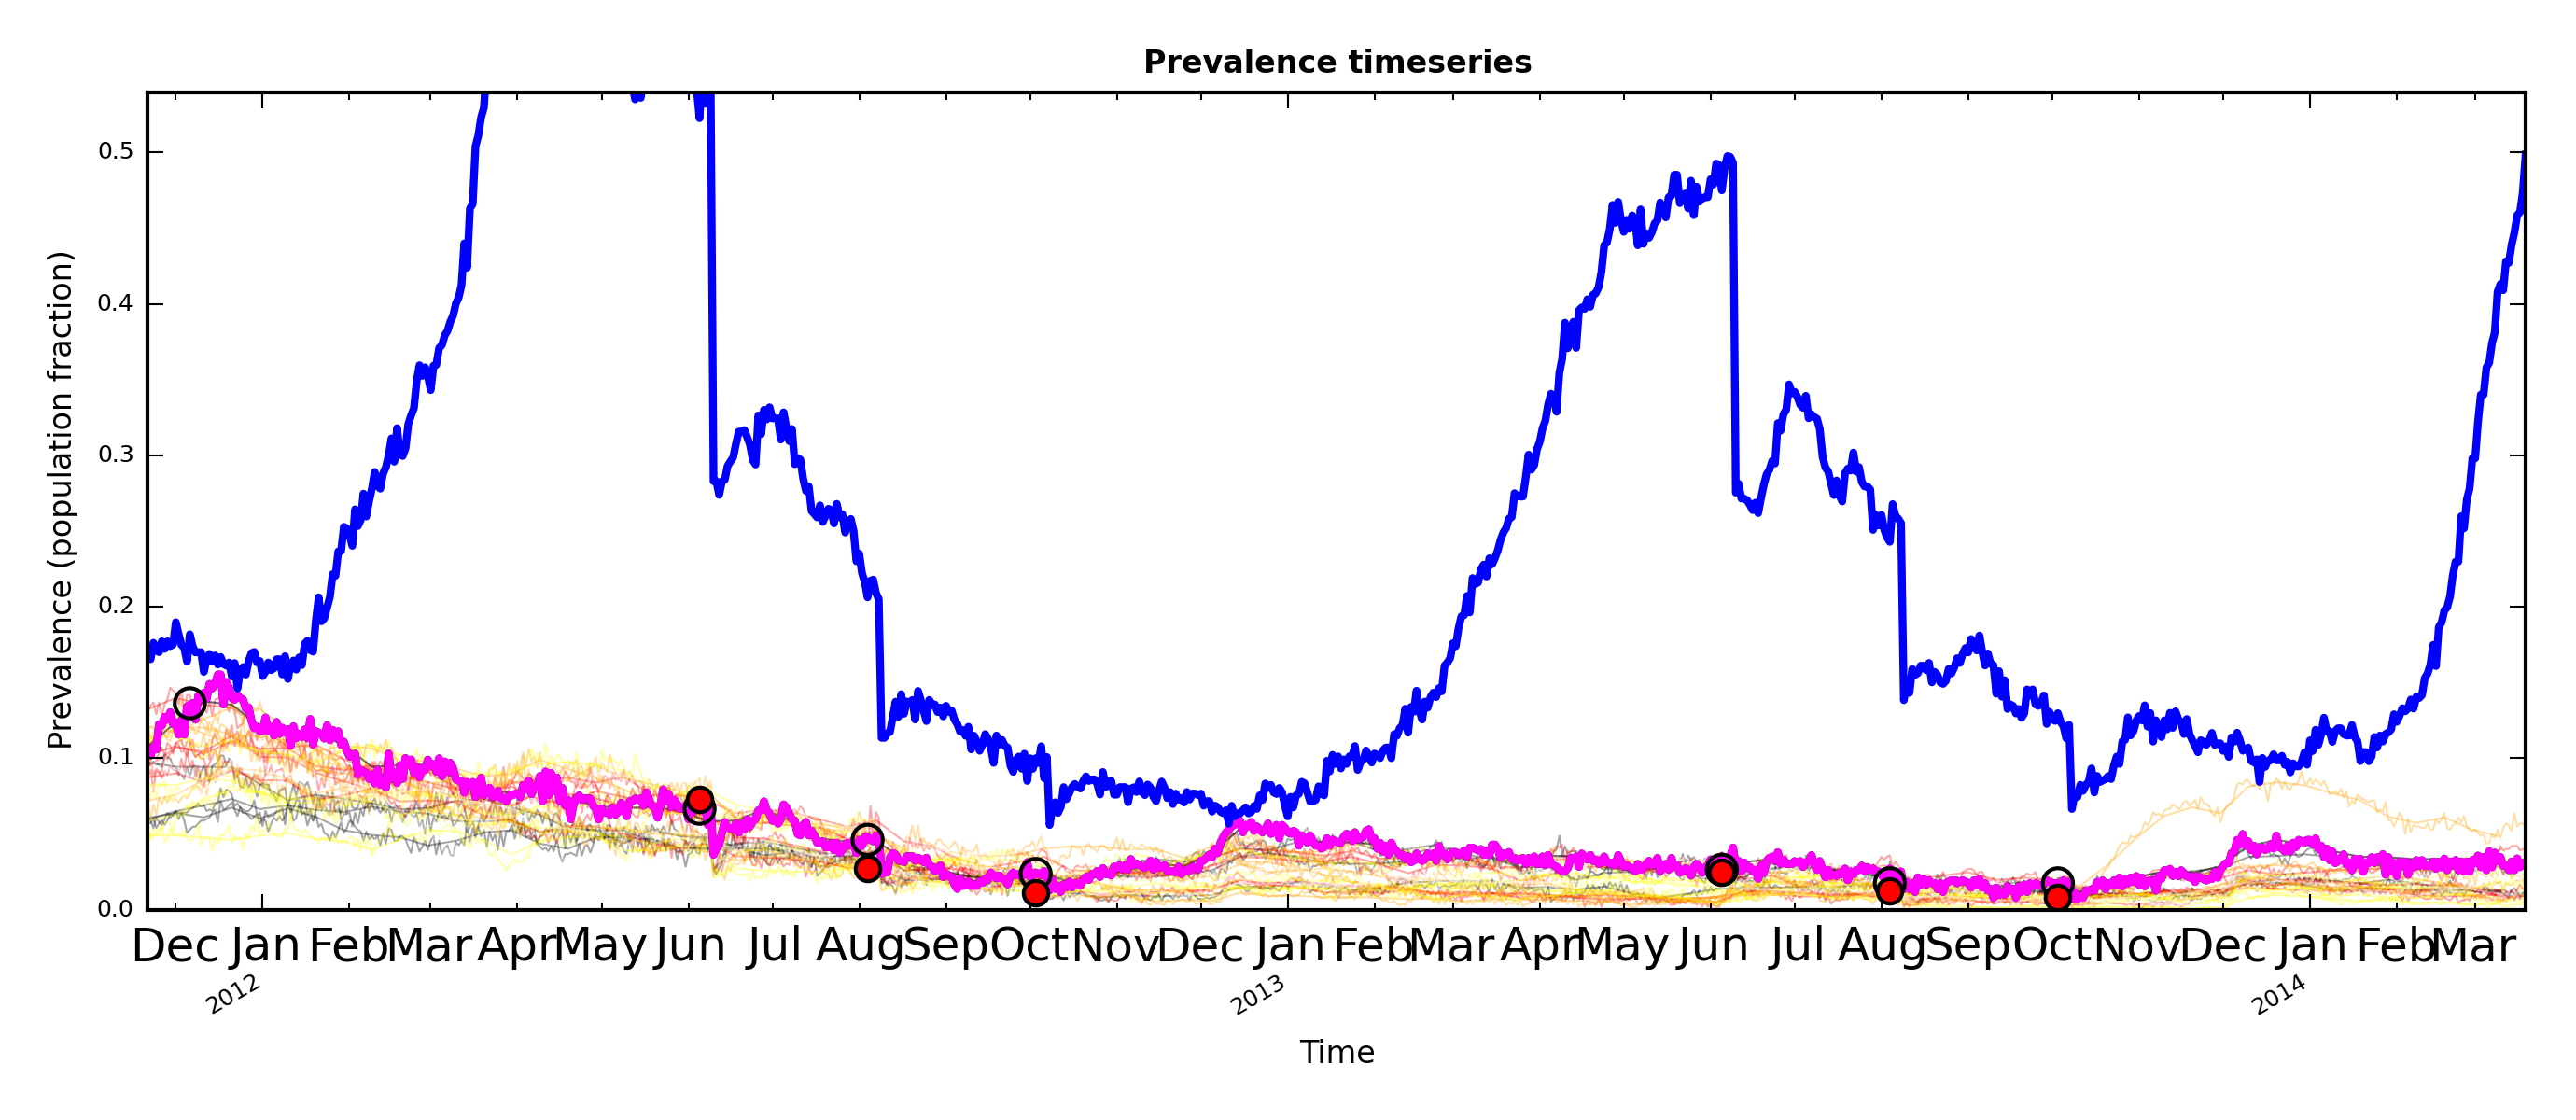 Prevalence timeseries
Prevalence (population fraction)
0.5
0.4
0.3
0.2
0.1
0.0
Dec Jan Feb Mar Apr May Jun Jul Aug Sep Oct Nov Dec Jan Feb Mar Apr May Jun Jul Aug Sep Oct Nov Dec Jan Feb Mar
2012 2013 2014
Time